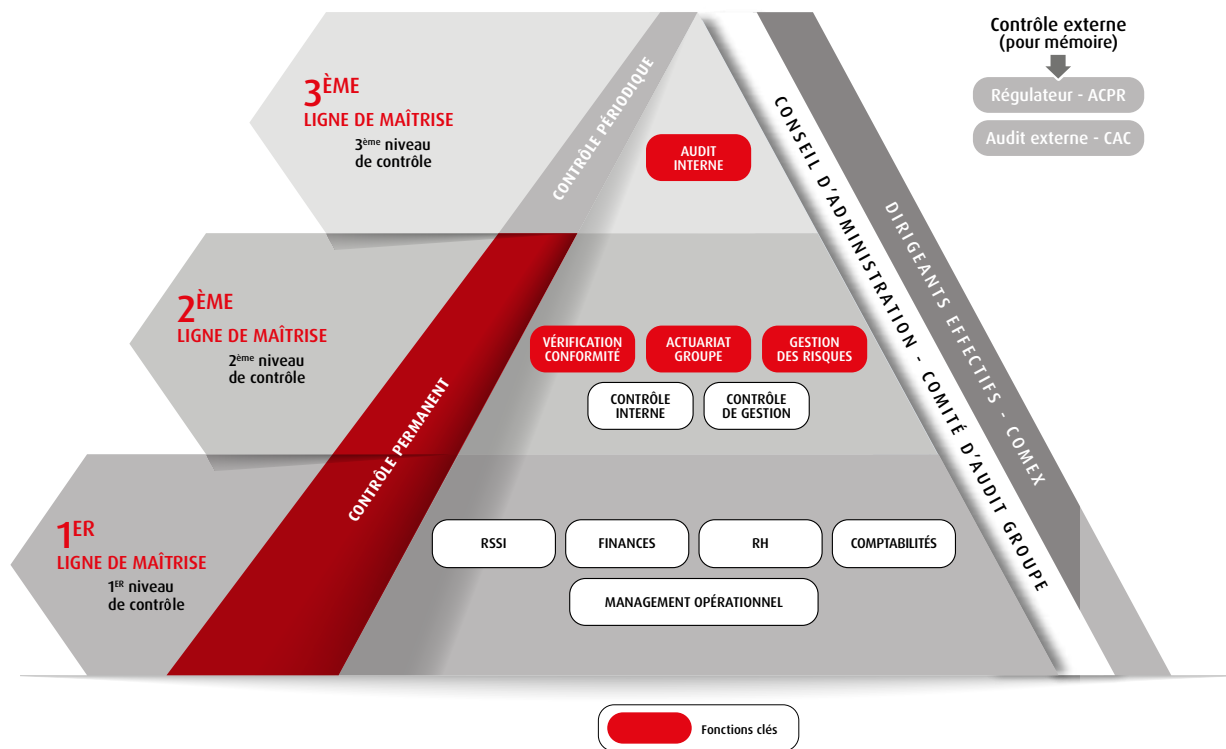 Contrôle externe
(pour mémoire)
Régulateur - ACPR
Audit externe - CAC
3ÈME
LIGNE DE MAÎTRISE
3ème niveau
de contrôle
CONTRÔLE PÉRIODIQUE
AUDIT
INTERNE
CONSEIL D'ADMINISTRATION - COMITÉ D'AUDIT GROUPE
DIRIGEANTS EFFECTIFS - COMEX
2ÈME
LIGNE DE MAÎTRISE
2ème niveau
de contrôle
CONTRÔLE PERMANENT
VÉRIFICATION
CONFORMITÉ
ACTUARIAT
GROUPE
GESTION
DES RISQUES
CONTRÔLE
INTERNE
CONTRÔLE
DE GESTION
1ER
LIGNE DE MAÎTRISE
1ER niveau
de contrôle
RSSI
FINANCES
RH
COMPTABILITÉS
MANAGEMENT OPÉRATIONNEL
Fonctions clés